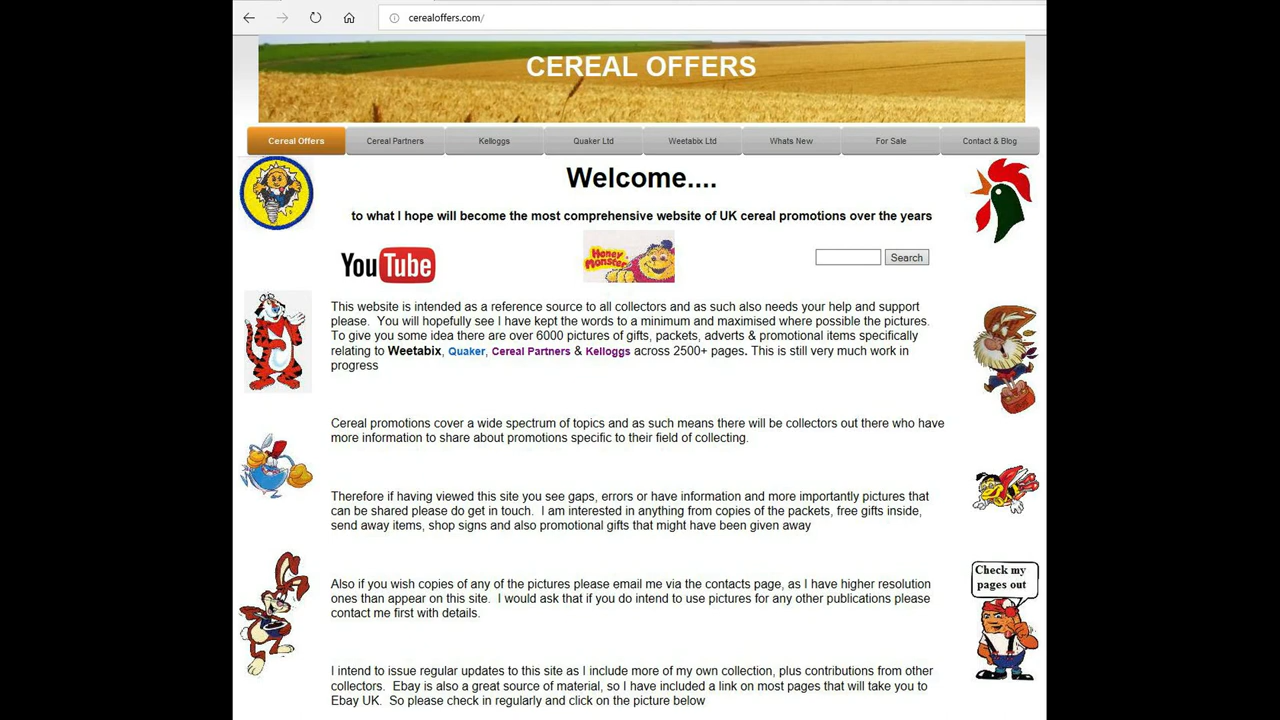 cerealoffers.com/
CEREAL OFFERS
Cereal Offers
Cereal Partners
Kelloggs
Quaker Ltd
Weetabix Ltd
Whats New
For Sale
Contact & Blog
Welcome....
to what I hope will become the most comprehensive website of UK cereal promotions over the years
YouTube
Honey
Monster
Search
This website is intended as a reference source to all collectors and as such also needs your help and support
please.  You will hopefully see I have kept the words to a minimum and maximised where possible the pictures.
To give you some idea there are over 6000 pictures of gifts, packets, adverts & promotional items specifically
relating to Weetabix, Quaker, Cereal Partners & Kelloggs across 2500+ pages. This is still very much work in
progress
Cereal promotions cover a wide spectrum of topics and as such means there will be collectors out there who have
more information to share about promotions specific to their field of collecting.
Therefore if having viewed this site you see gaps, errors or have information and more importantly pictures that
can be shared please do get in touch.  I am interested in anything from copies of the packets, free gifts inside,
send away items, shop signs and also promotional gifts that might have been given away
Also if you wish copies of any of the pictures please email me via the contacts page, as I have higher resolution
ones than appear on this site.  I would ask that if you do intend to use pictures for any other publications please
contact me first with details.
Check my
pages out
I intend to issue regular updates to this site as I include more of my own collection, plus contributions from other
collectors.  Ebay is also a great source of material, so I have included a link on most pages that will take you to
Ebay UK.  So please check in regularly and click on the picture below